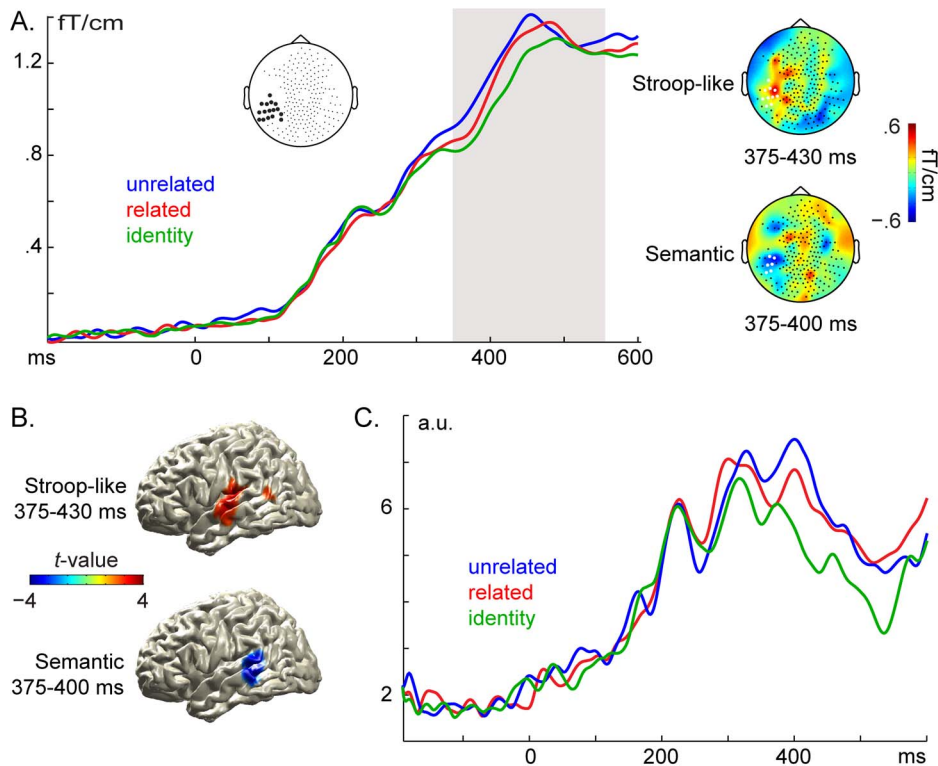 A.
fT/cm
1.2
.8
.4
unrelated
related
identity
ms
0
200
400
600
Stroop-like
375-430 ms
.6
−.6
fT/cm
Semantic
375-400 ms
B.
Stroop-like
375-430 ms
t-value
−4
4
Semantic
375-400 ms
C.
a.u.
6
2
unrelated
related
identity
0
200
400
ms